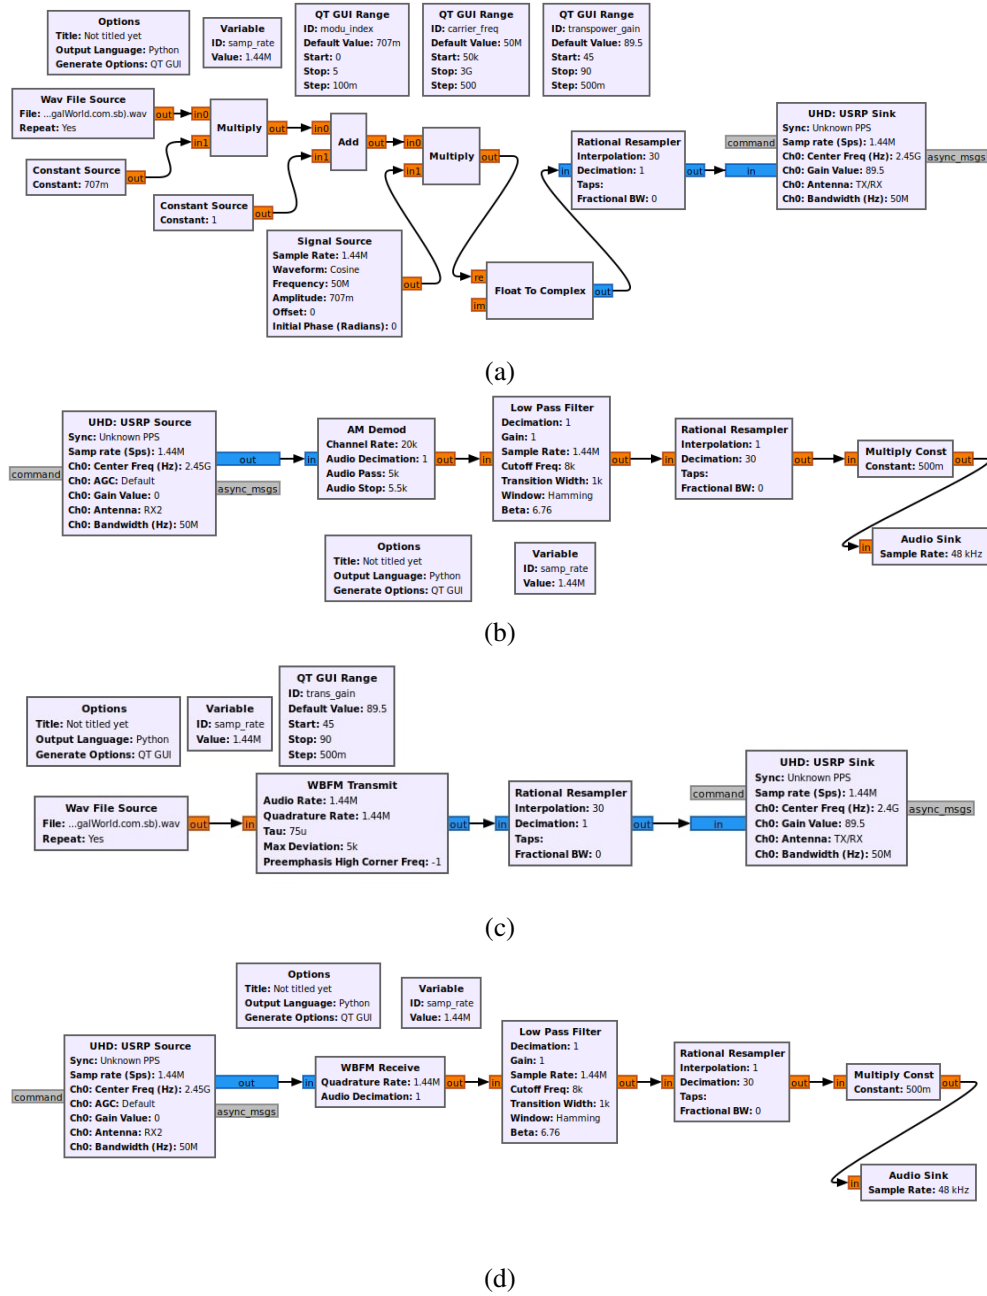 Options
Title: Not titled yet
Output Language: Python
Generate Options: QT GUI
Variable
ID: samp_rate
Value: 1.44M
QT GUI Range
ID: modu_index
Default Value: 707m
Start: 0
Stop: 5
Step: 100m
QT GUI Range
ID: carrier_freq
Default Value: 50M
Start: 50k
Stop: 3G
Step: 500
QT GUI Range
ID: transpower_gain
Default Value: 89.5
Start: 45
Stop: 90
Step: 500m
Wav File Source
File: ...galWorld.com.sb).wav
Repeat: Yes
out
in0
in1
Multiply
out
Constant Source
Constant: 707m
out
in0
in1
Add
out
Constant Source
Constant: 1
out
in0
in1
Multiply
out
Signal Source
Sample Rate: 1.44M
Waveform: Cosine
Frequency: 50M
Amplitude: 707m
Offset: 0
Initial Phase (Radians): 0
out
re
im
Float To Complex
out
in
Rational Resampler
Interpolation: 30
Decimation: 1
Taps:
Fractional BW: 0
out
command
in
UHD: USRP Sink
Sync: Unknown PPS
Samp rate (Sps): 1.44M
Ch0: Center Freq (Hz): 2.45G
Ch0: Gain Value: 89.5
Ch0: Antenna: TX/RX
Ch0: Bandwidth (Hz): 50M
async_msgs
(a)
command
UHD: USRP Source
Sync: Unknown PPS
Samp rate (Sps): 1.44M
Ch0: Center Freq (Hz): 2.45G
Ch0: AGC: Default
Ch0: Gain Value: 0
Ch0: Antenna: RX2
Ch0: Bandwidth (Hz): 50M
out
async_msgs
in
AM Demod
Channel Rate: 20k
Audio Decimation: 1
Audio Pass: 5k
Audio Stop: 5.5k
out
in
Low Pass Filter
Decimation: 1
Gain: 1
Sample Rate: 1.44M
Cutoff Freq: 8k
Transition Width: 1k
Window: Hamming
Beta: 6.76
out
in
Rational Resampler
Interpolation: 1
Decimation: 30
Taps:
Fractional BW: 0
out
in
Multiply Const
Constant: 500m
out
in
Audio Sink
Sample Rate: 48 kHz
Options
Title: Not titled yet
Output Language: Python
Generate Options: QT GUI
Variable
ID: samp_rate
Value: 1.44M
(b)
Options
Title: Not titled yet
Output Language: Python
Generate Options: QT GUI
Variable
ID: samp_rate
Value: 1.44M
QT GUI Range
ID: trans_gain
Default Value: 89.5
Start: 45
Stop: 90
Step: 500m
Wav File Source
File: ...galWorld.com.sb).wav
Repeat: Yes
out
in
WBFM Transmit
Audio Rate: 1.44M
Quadrature Rate: 1.44M
Tau: 75u
Max Deviation: 5k
Preemphasis High Corner Freq: -1
out
in
Rational Resampler
Interpolation: 30
Decimation: 1
Taps:
Fractional BW: 0
out
command
in
UHD: USRP Sink
Sync: Unknown PPS
Samp rate (Sps): 1.44M
Ch0: Center Freq (Hz): 2.4G
Ch0: Gain Value: 89.5
Ch0: Antenna: TX/RX
Ch0: Bandwidth (Hz): 50M
async_msgs
(c)
Options
Title: Not titled yet
Output Language: Python
Generate Options: QT GUI
Variable
ID: samp_rate
Value: 1.44M
command
UHD: USRP Source
Sync: Unknown PPS
Samp rate (Sps): 1.44M
Ch0: Center Freq (Hz): 2.45G
Ch0: AGC: Default
Ch0: Gain Value: 0
Ch0: Antenna: RX2
Ch0: Bandwidth (Hz): 50M
out
async_msgs
in
WBFM Receive
Quadrature Rate: 1.44M
Audio Decimation: 1
out
in
Low Pass Filter
Decimation: 1
Gain: 1
Sample Rate: 1.44M
Cutoff Freq: 8k
Transition Width: 1k
Window: Hamming
Beta: 6.76
out
in
Rational Resampler
Interpolation: 1
Decimation: 30
Taps:
Fractional BW: 0
out
in
Multiply Const
Constant: 500m
out
in
Audio Sink
Sample Rate: 48 kHz
(d)